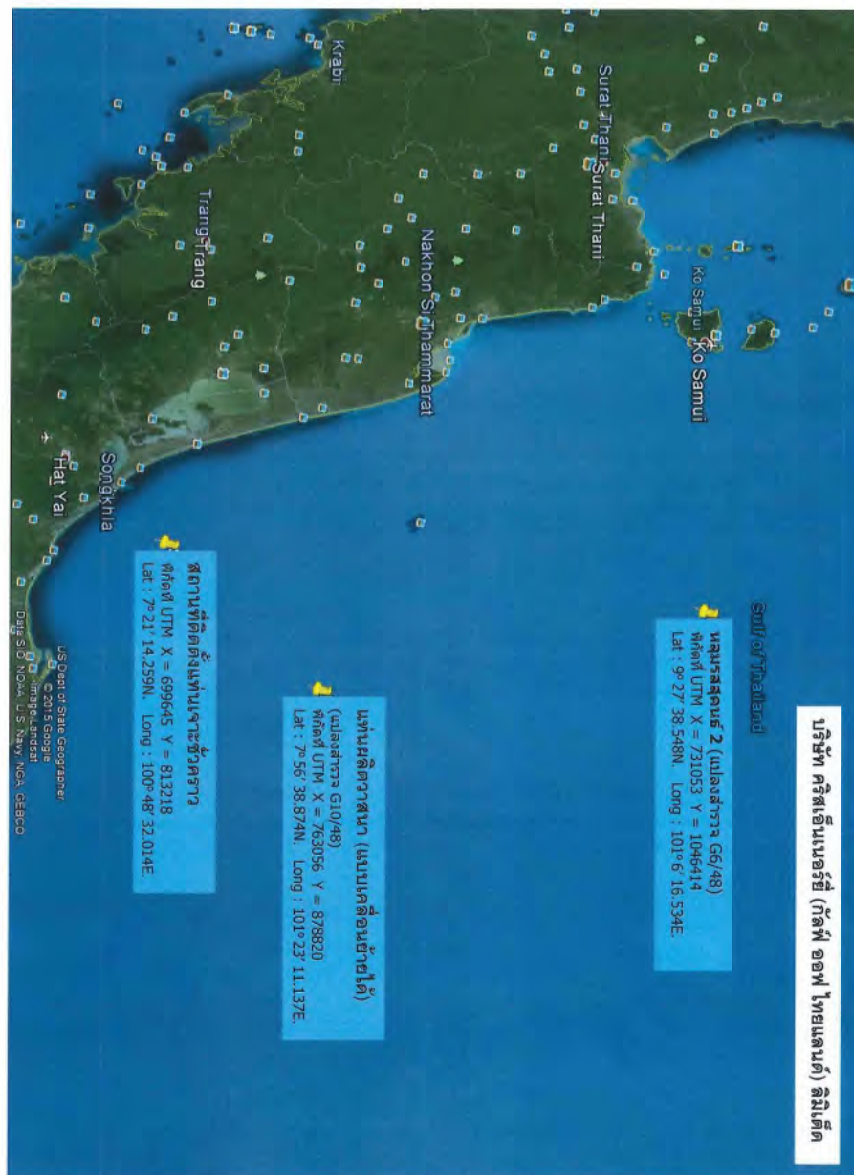 บริษัท คริสเอ็นเนอร์ยี่ (กัลฟ์ ออฟ ไทยแลนด์) ลิมิเต็ด
Gulf of Thailand
หลุมรสสุคนธ์ 2 (แปลงสำรวจ G6/48)
พิกัดที่ UTM X = 731053 Y = 1046414
Lat : 9° 27' 38.548N. Long : 101° 6' 16.534E.
แท่นผลิตวาสนา (แบบเคลื่อนย้ายได้)
(แปลงสำรวจ G10/48)
พิกัดที่ UTM X = 763056 Y = 878820
Lat : 7° 56' 38.874N. Long : 101° 23' 11.137E.
สถานที่ติดตั้งแท่นเจาะชั่วคราว
พิกัดที่ UTM X = 699645 Y = 813218
Lat : 7° 21' 14.259N. Long : 100° 48' 32.014E.
Ko Samui
Ko Samui
Surat Thani
Surat Thani
Krabi
Nakhon Si Thammarat
Trang
Trang
Songkhla
Hat Yai
US Dept of State Geographer
© 2015 Google
Image Landsat
Data SIO, NOAA, U.S. Navy, NGA, GEBCO